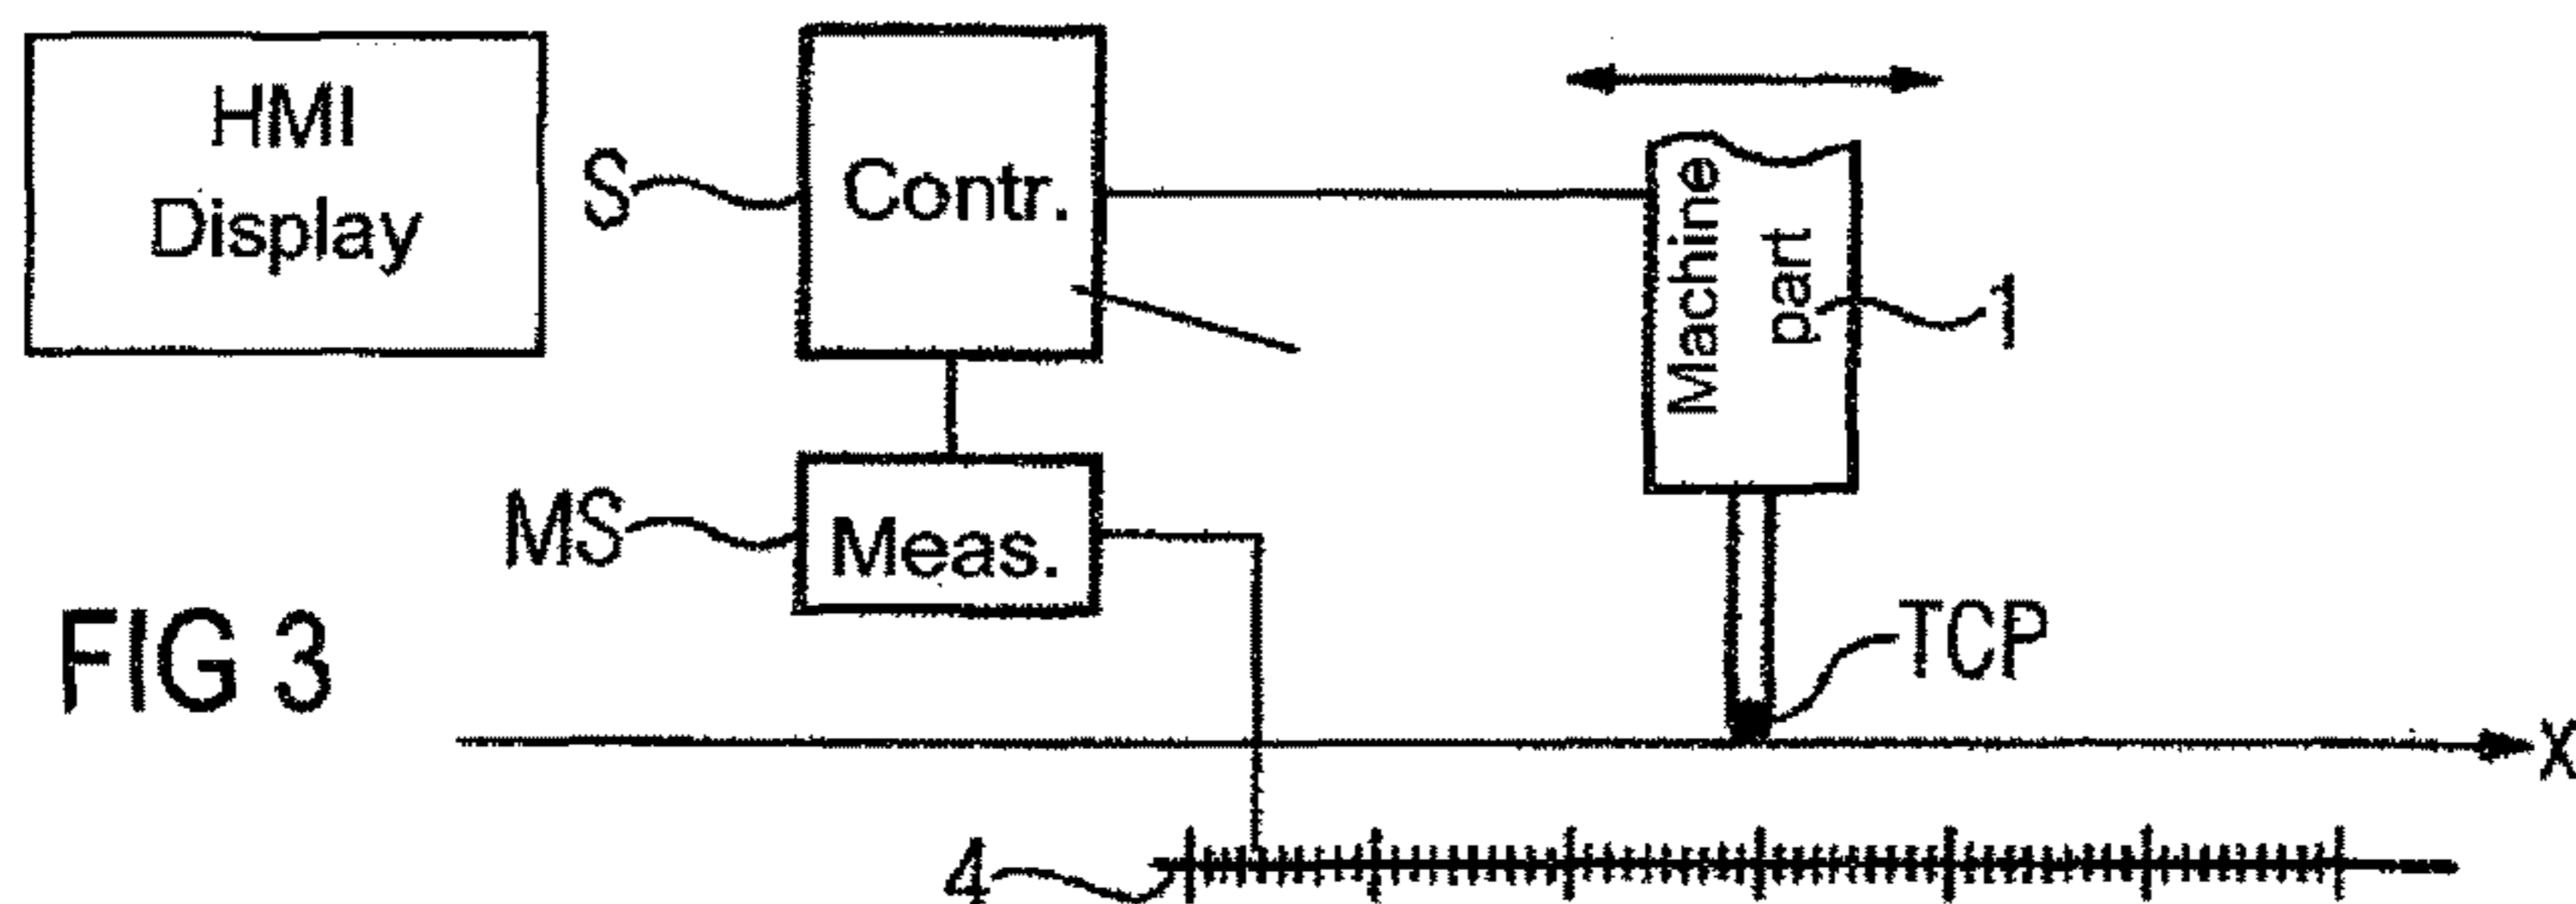 HMI
Display
S
Contr.
Machine
part
1
MS
Meas.
FIG 3
TCP
X
4